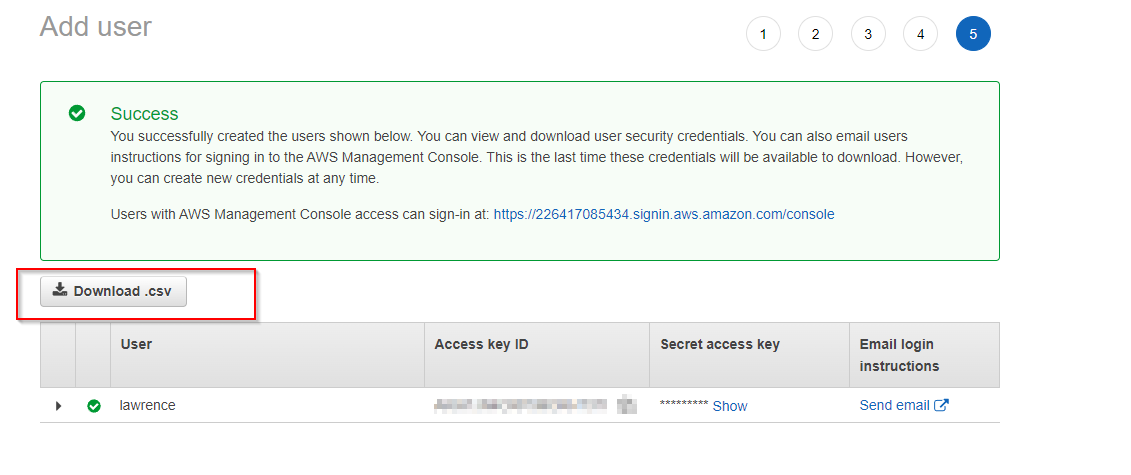 Add user
1 2 3 4 5
Success
You successfully created the users shown below. You can view and download user security credentials. You can also email users
instructions for signing in to the AWS Management Console. This is the last time these credentials will be available to download. However,
you can create new credentials at any time.
Users with AWS Management Console access can sign-in at: https://226417085434.signin.aws.amazon.com/console
Download .csv
User Access key ID Secret access key Email login
instructions
lawrence ********* Show Send email